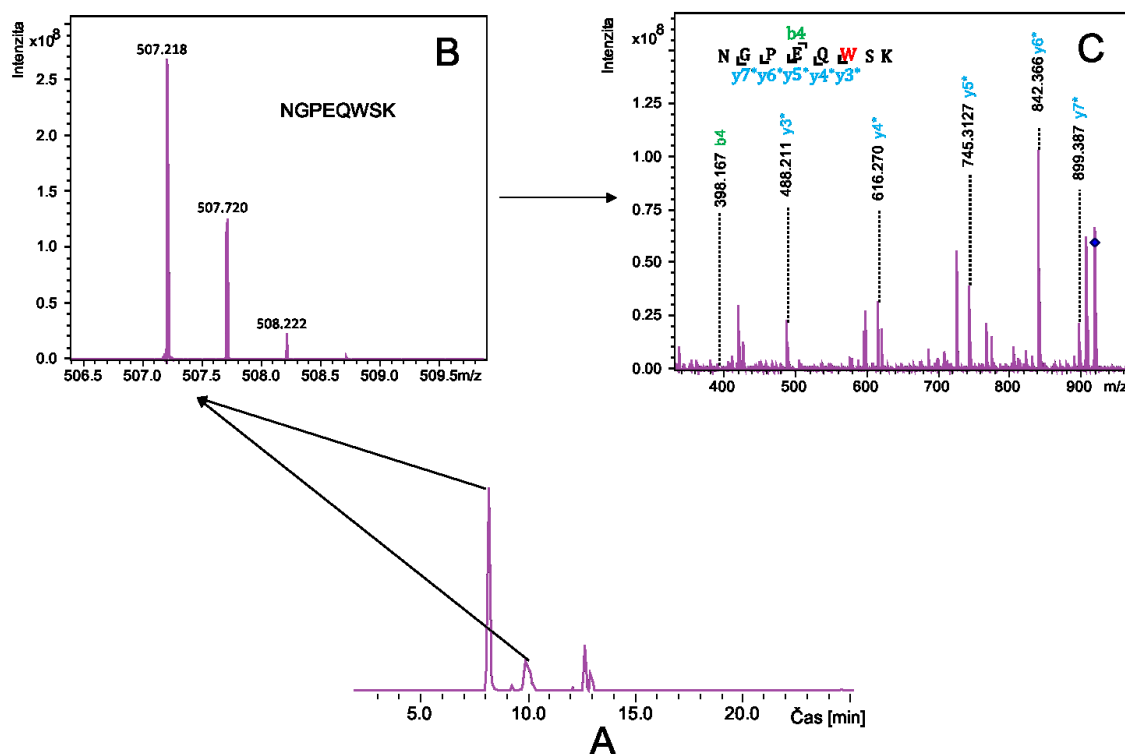 Intenzita
x10⁸
B
507.218
2.5
2.0
1.5
1.0
0.5
0.0
NGPEQWSK
507.720
508.222
506.5 507.0 507.5 508.0 508.5 509.0 509.5 m/z
Intenzita
x10⁸
C
b4
N G P E Q W S K
y7* y6* y5* y4* y3*
1.25
1.00
0.75
0.50
0.25
0.00
398.167 b4
488.211 y3*
616.270 y4*
745.3127 y5*
842.366 y6*
899.387 y7*
400 500 600 700 800 900 m/z
5.0 10.0 15.0 20.0 Čas [min]
A